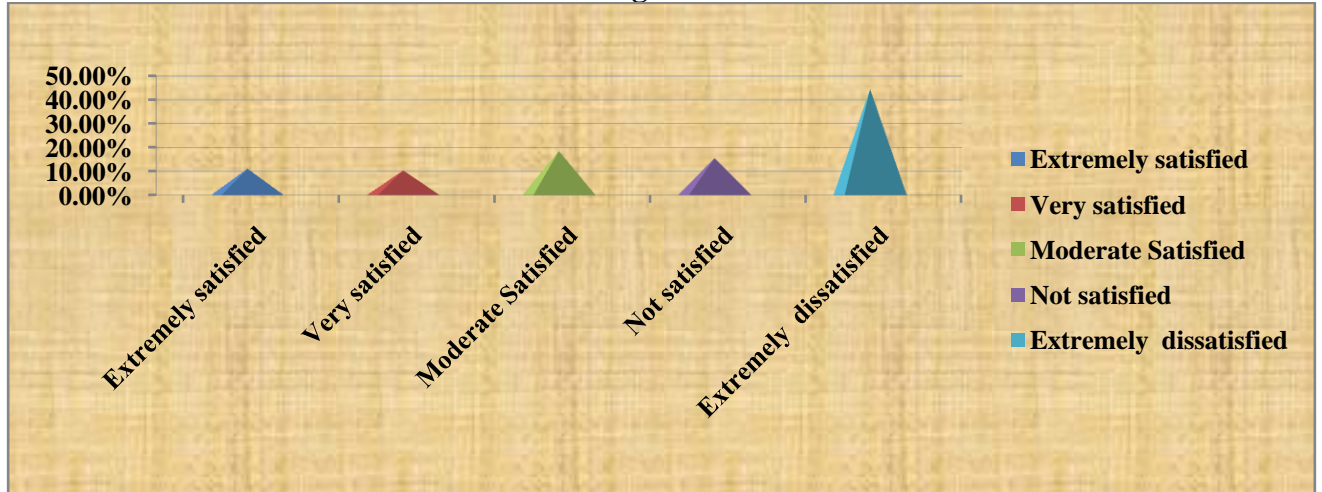 50.00%
40.00%
30.00%
20.00%
10.00%
0.00%
Extremely satisfied
Very satisfied
Moderate Satisfied
Not satisfied
Extremely  dissatisfied
Extremely satisfied
Very satisfied
Moderate Satisfied
Not satisfied
Extremely  dissatisfied